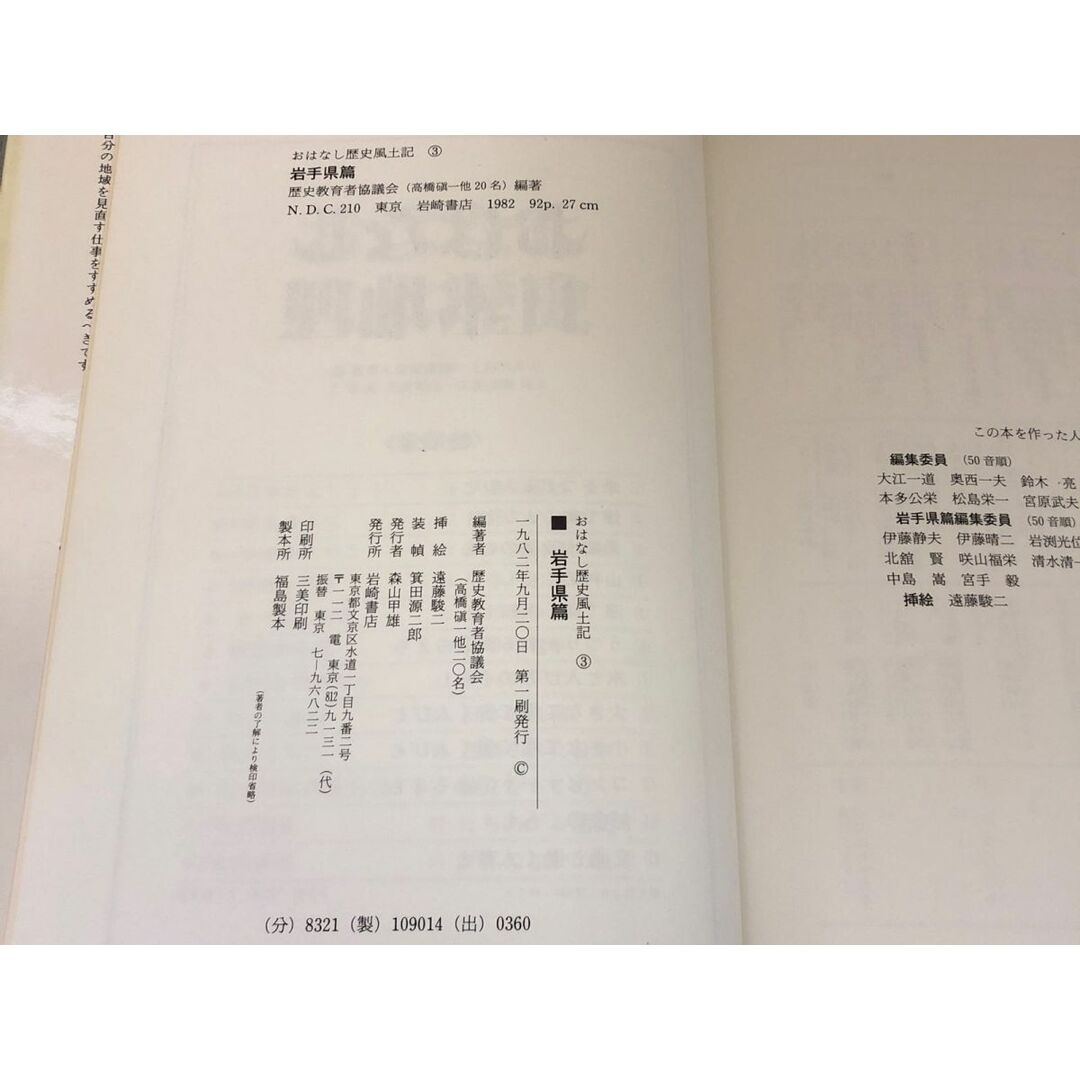 自分の地域を見直す仕事をすすめるべきです
おはなし歴史風土記 ③
岩手県篇
歴史教育者協議会（高橋磌一他20名）編著
N. D. C. 210 東京 岩崎書店 1982 92p. 27 cm
おはなし歴史風土記 ③
■ 岩手県篇
一九八二年九月二〇日 第一刷発行 ©
編著者 歴史教育者協議会
（高橋磌一他二〇名）
挿絵 遠藤駿二
装幀 箕田源二郎
発行者 森山甲雄
発行所 岩崎書店
東京都文京区水道一丁目九番二号
〒一一二 電 東京(812)九一三一（代）
振替 東京 七―九六八二二
印刷所 三美印刷
製本所 福島製本
（著者の了解により検印省略）
（分）8321（製）109014（出）0360
この本を作った人
編集委員（50音順）
大江一道 奥西一夫 鈴木 亮
本多公栄 松島栄一 宮原武夫
岩手県篇編集委員（50音順）
伊藤静夫 伊藤晴二 岩渕光位
北舘 賢 咲山福栄 清水清一
中島 嵩 宮手 毅
挿絵 遠藤駿二